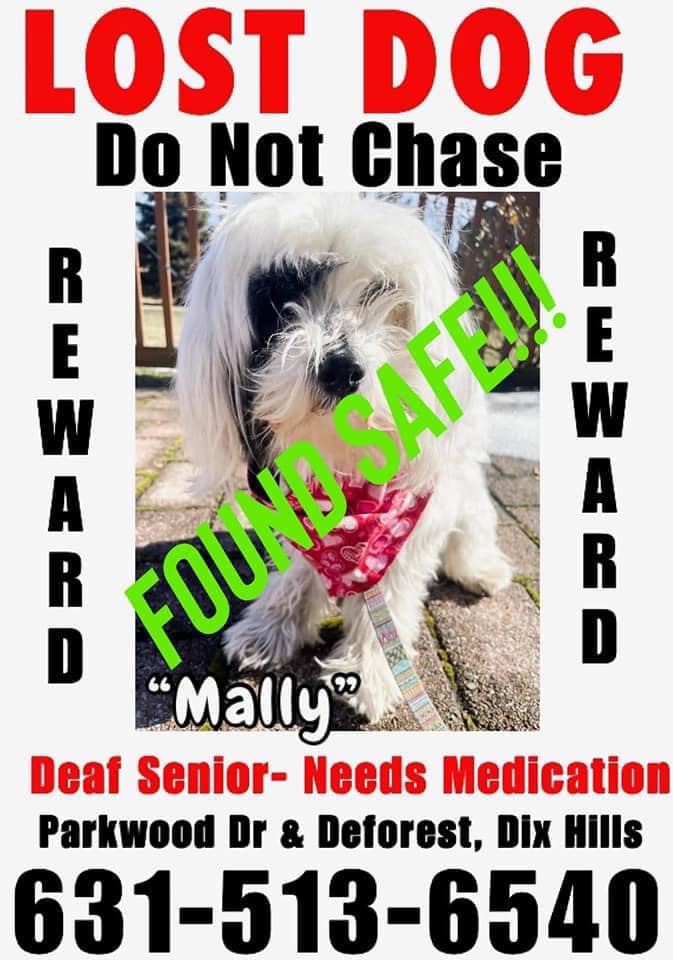 LOST DOG
Do Not Chase
REWARD
REWARD
FOUND SAFE!!!
“Mally”
Deaf Senior- Needs Medication
Parkwood Dr & Deforest, Dix Hills
631-513-6540